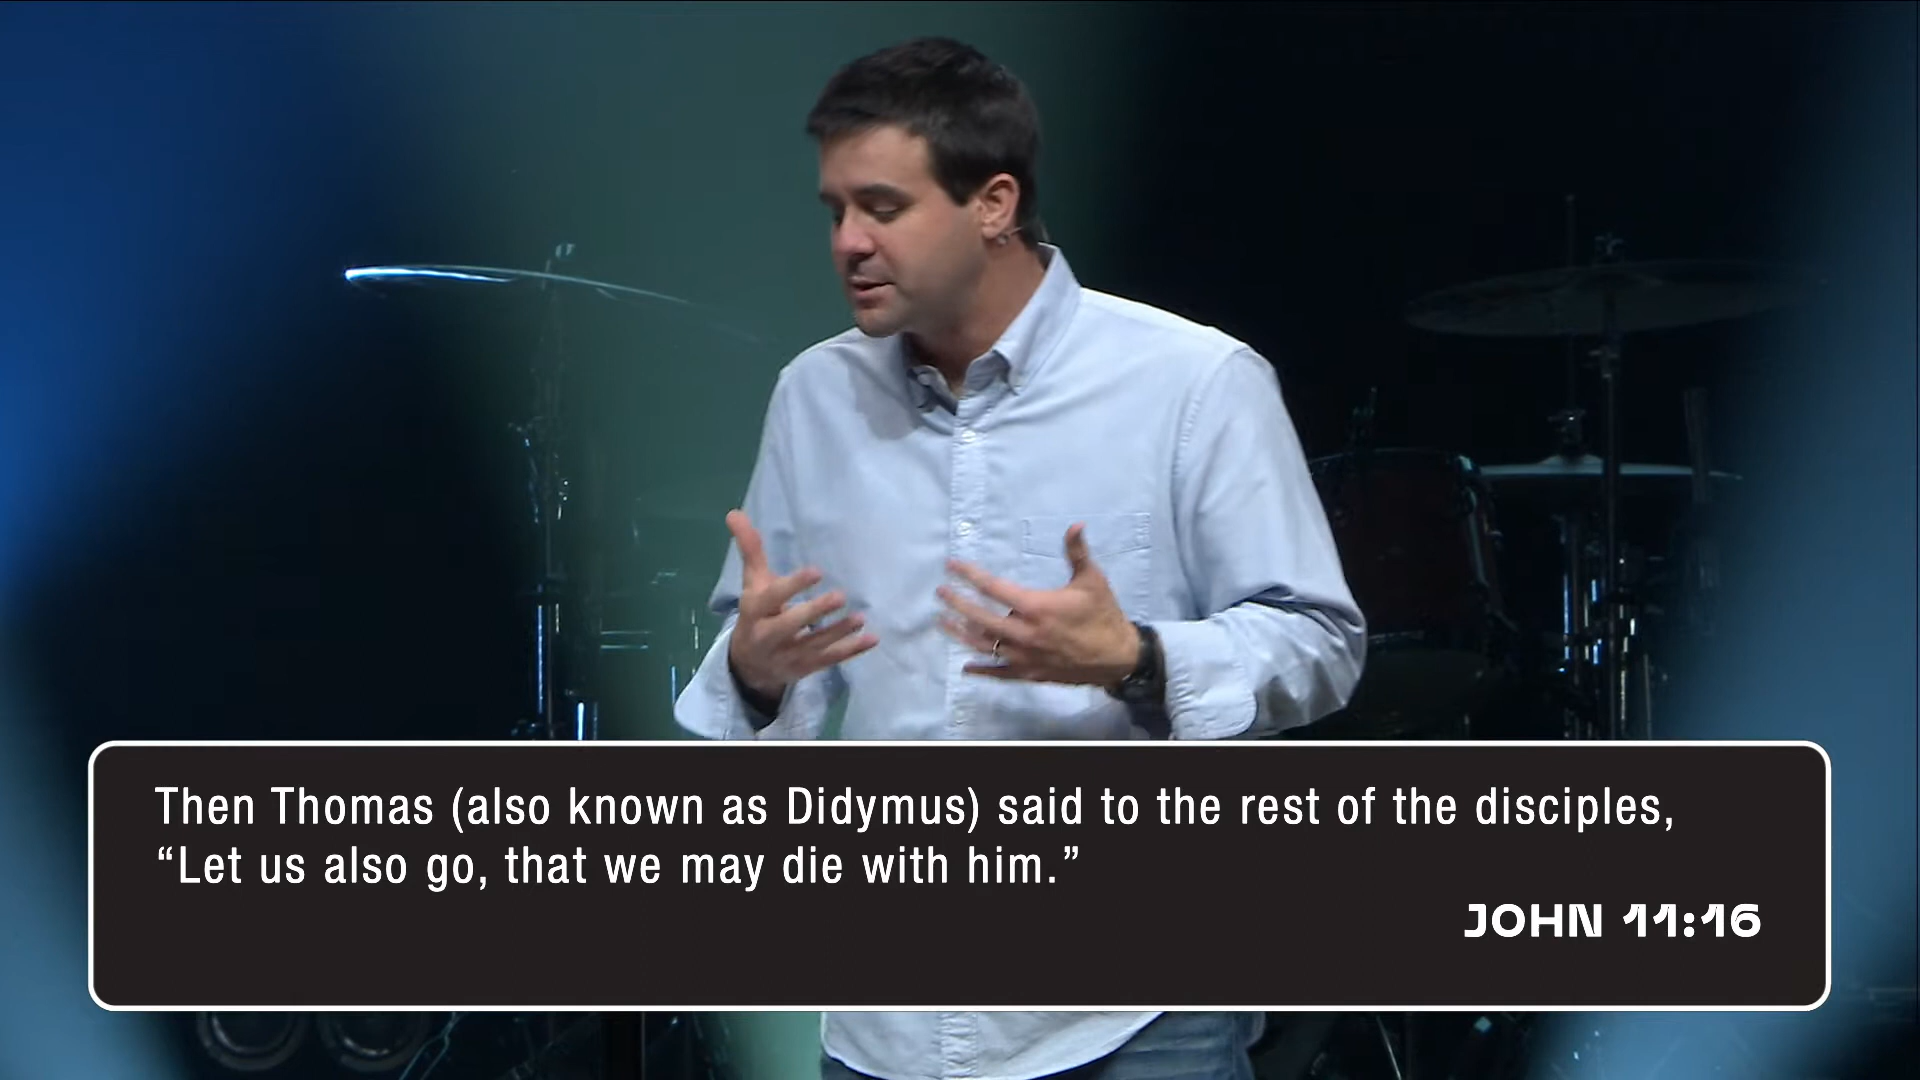 Then Thomas (also known as Didymus) said to the rest of the disciples,
“Let us also go, that we may die with him.”
JOHN 11:16